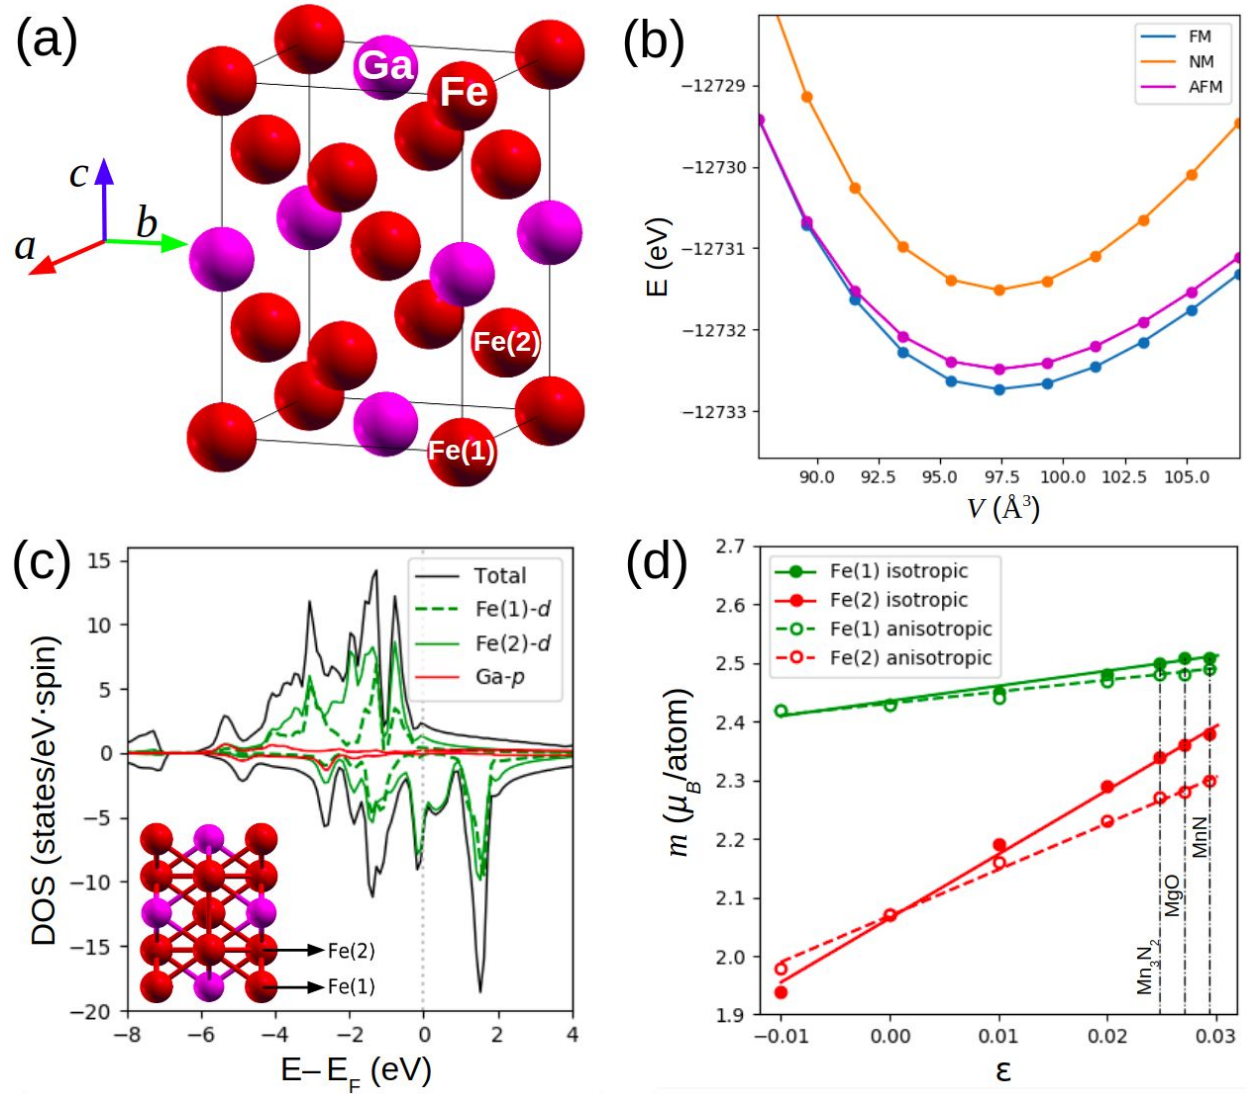 (a)
Ga
Fe
c
b
a
Fe(2)
Fe(1)
(b)
FM
NM
AFM
−12729
−12730
−12731
−12732
−12733
E (eV)
90.0 92.5 95.0 97.5 100.0 102.5 105.0
V (Å³)
(c)
Total
Fe(1)-d
Fe(2)-d
Ga-p
15
10
5
0
−5
−10
−15
−20
DOS (states/eV·spin)
Fe(2)
Fe(1)
−8 −6 −4 −2 0 2 4
E–E_F (eV)
(d)
Fe(1) isotropic
Fe(2) isotropic
Fe(1) anisotropic
Fe(2) anisotropic
2.7
2.6
2.5
2.4
2.3
2.2
2.1
2.0
1.9
m (μ_B/atom)
Mn₃N₂
MgO
MnN
−0.01 0.00 0.01 0.02 0.03
ε